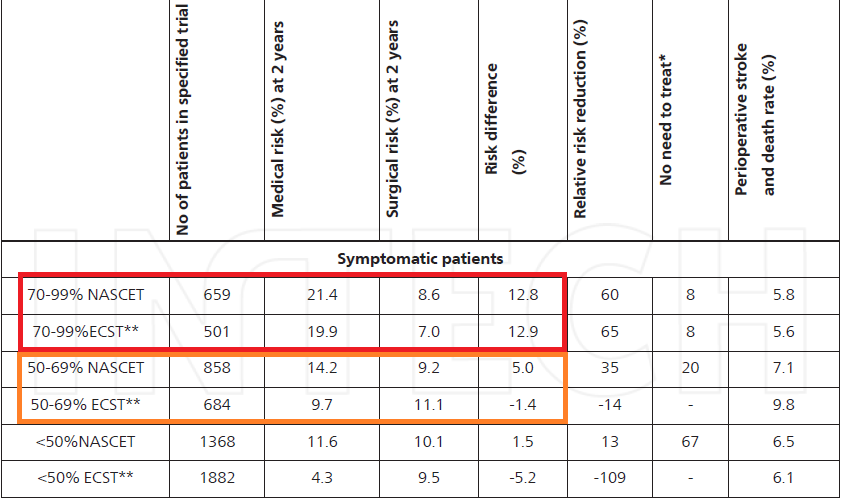 No of patients in specified trial
Medical risk (%) at 2 years
Surgical risk (%) at 2 years
Risk difference
(%)
Relative risk reduction (%)
No need to treat*
Perioperative stroke
and death rate (%)
Symptomatic patients
70-99% NASCET 659 21.4 8.6 12.8 60 8 5.8
70-99%ECST** 501 19.9 7.0 12.9 65 8 5.6
50-69% NASCET 858 14.2 9.2 5.0 35 20 7.1
50-69% ECST** 684 9.7 11.1 -1.4 -14 - 9.8
<50%NASCET 1368 11.6 10.1 1.5 13 67 6.5
<50% ECST** 1882 4.3 9.5 -5.2 -109 - 6.1
INTECH